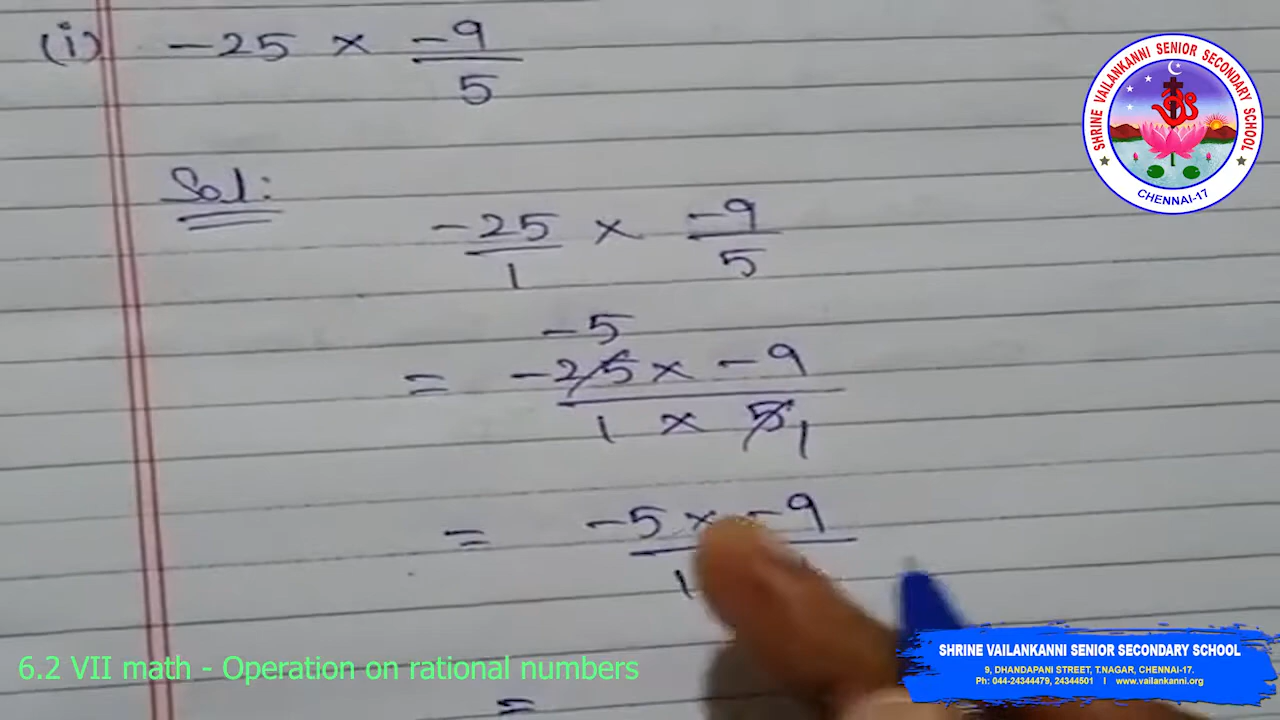 (i) -25 × -9/5
Sol:
-25/1 × -9/5
-5
= -25 × -9
1 × 5 1
= -5 × -9
1
=
SHRINE VAILANKANNI SENIOR SECONDARY SCHOOL
CHENNAI-17
6.2 VII math - Operation on rational numbers
SHRINE VAILANKANNI SENIOR SECONDARY SCHOOL
9, DHANDAPANI STREET, T.NAGAR, CHENNAI-17.
Ph: 044-24344479, 24344501 I www.vailankanni.org